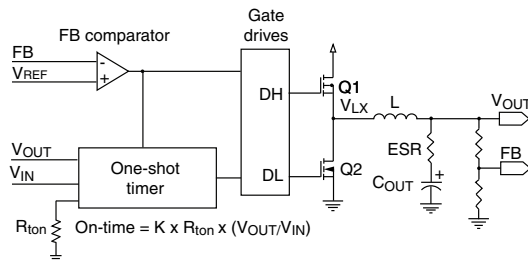 Gate
drives
FB comparator
FB
VREF
-
+
DH
Q1
VLX
L
VOUT
ESR
FB
VOUT
VIN
One-shot
timer
DL
Q2
COUT
+
Rton
On-time = K x Rton x (VOUT/VIN)